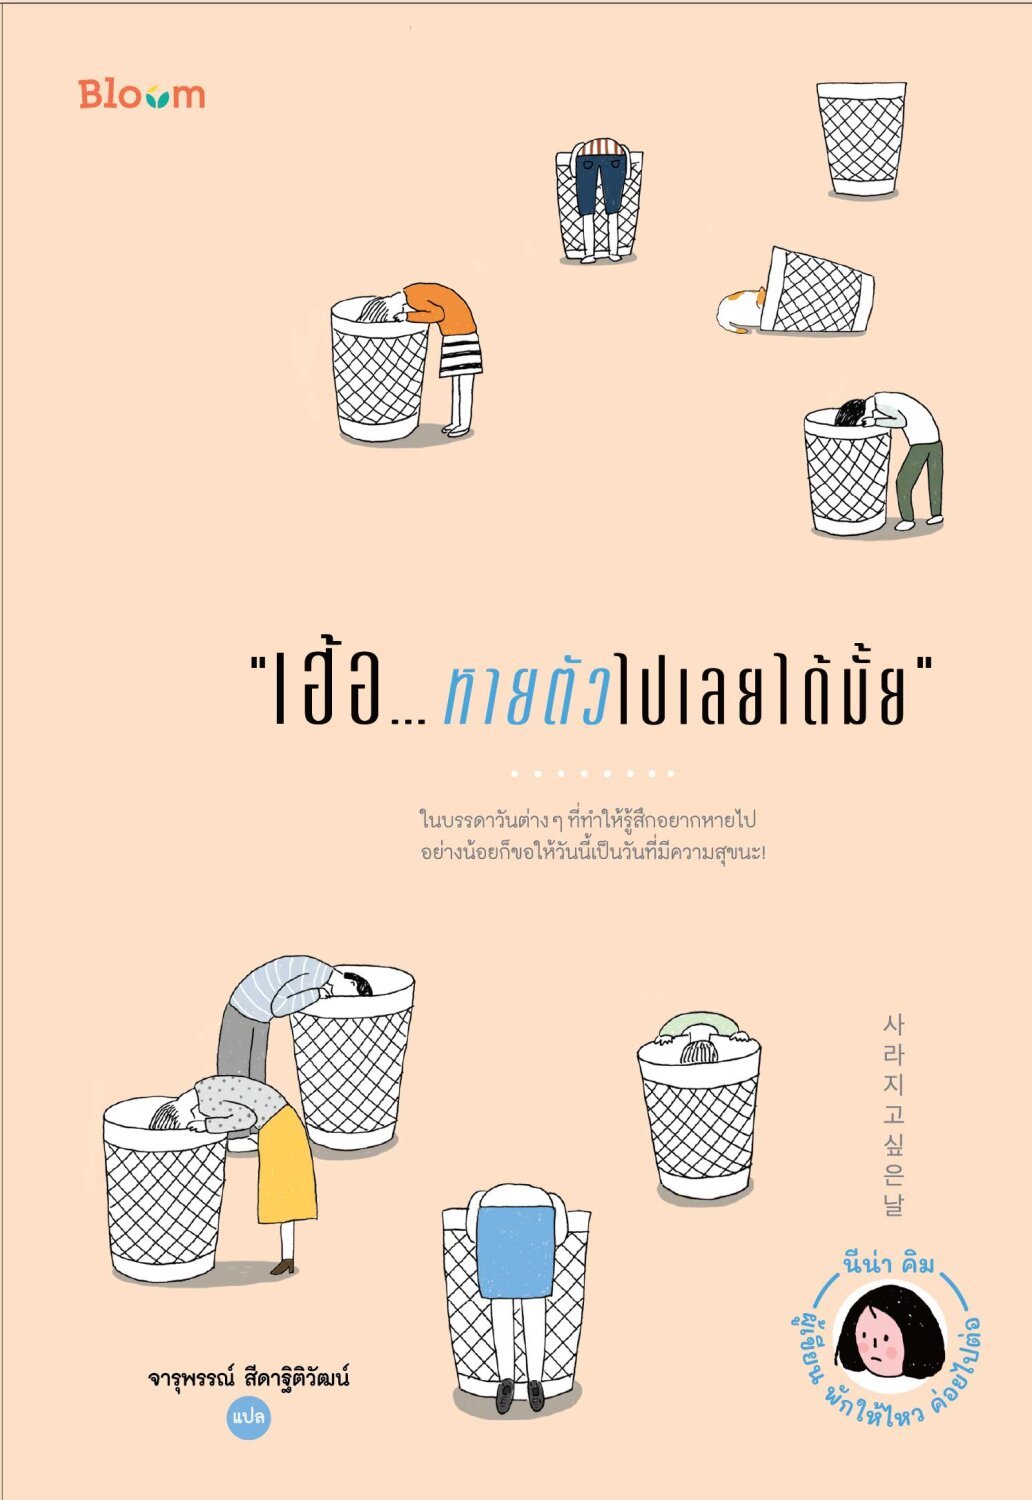 Bloom
"เฮ้อ... หายตัวไปเลยได้มั้ย"
ในบรรดาวันต่าง ๆ ที่ทำให้รู้สึกอยากหายไป
อย่างน้อยก็ขอให้วันนี้เป็นวันที่มีความสุขนะ!
사라지고싶은날
นีน่า คิม
ผู้เขียน พักให้ไหว ค่อยไปต่อ
จารุพรรณ์ สีดาฐิติวัฒน์
แปล